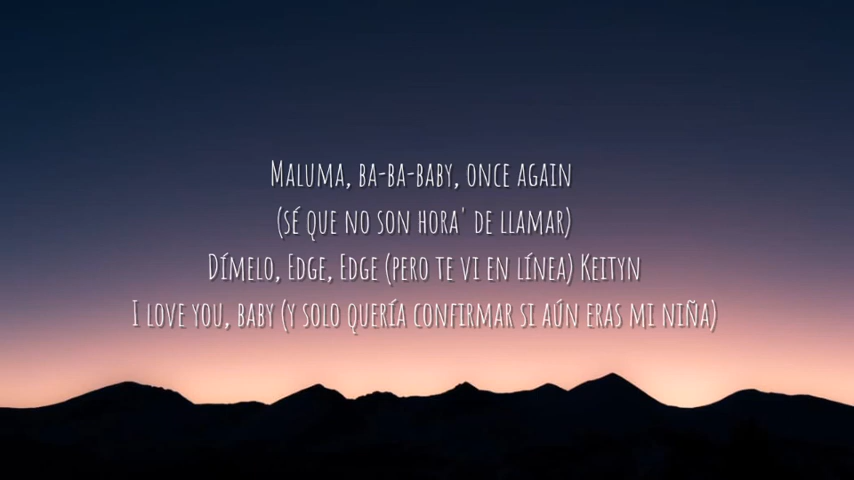 Maluma, ba-ba-baby, once again
(sé que no son hora' de llamar)
Dímelo, Edge, Edge (pero te vi en línea) Keityn
I love you, baby (Y solo quería confirmar si aún eras mi niña)